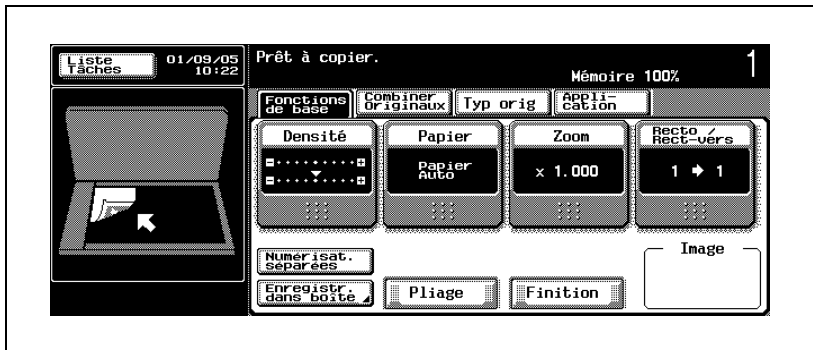 Liste
Tâches
01/09/05
10:22
Prêt à copier.
Mémoire 100%
1
Fonctions
de base
Combiner
Originaux
Typ orig
Appli-
cation
Densité
Papier
Zoom
Recto /
Rect-vers
Papier
Auto
× 1.000
1 ➔ 1
Numérisat.
séparées
Image
Enregistr.
dans boîte
Pliage
Finition